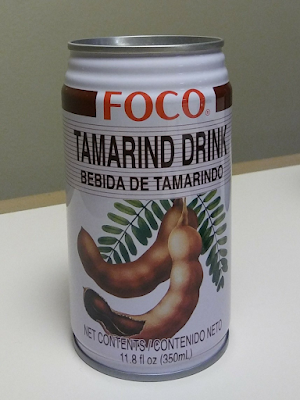 FOCO
TAMARIND DRINK
BEBIDA DE TAMARINDO
NET CONTENTS / CONTENIDO NETO
11.8 fl oz (350mL)